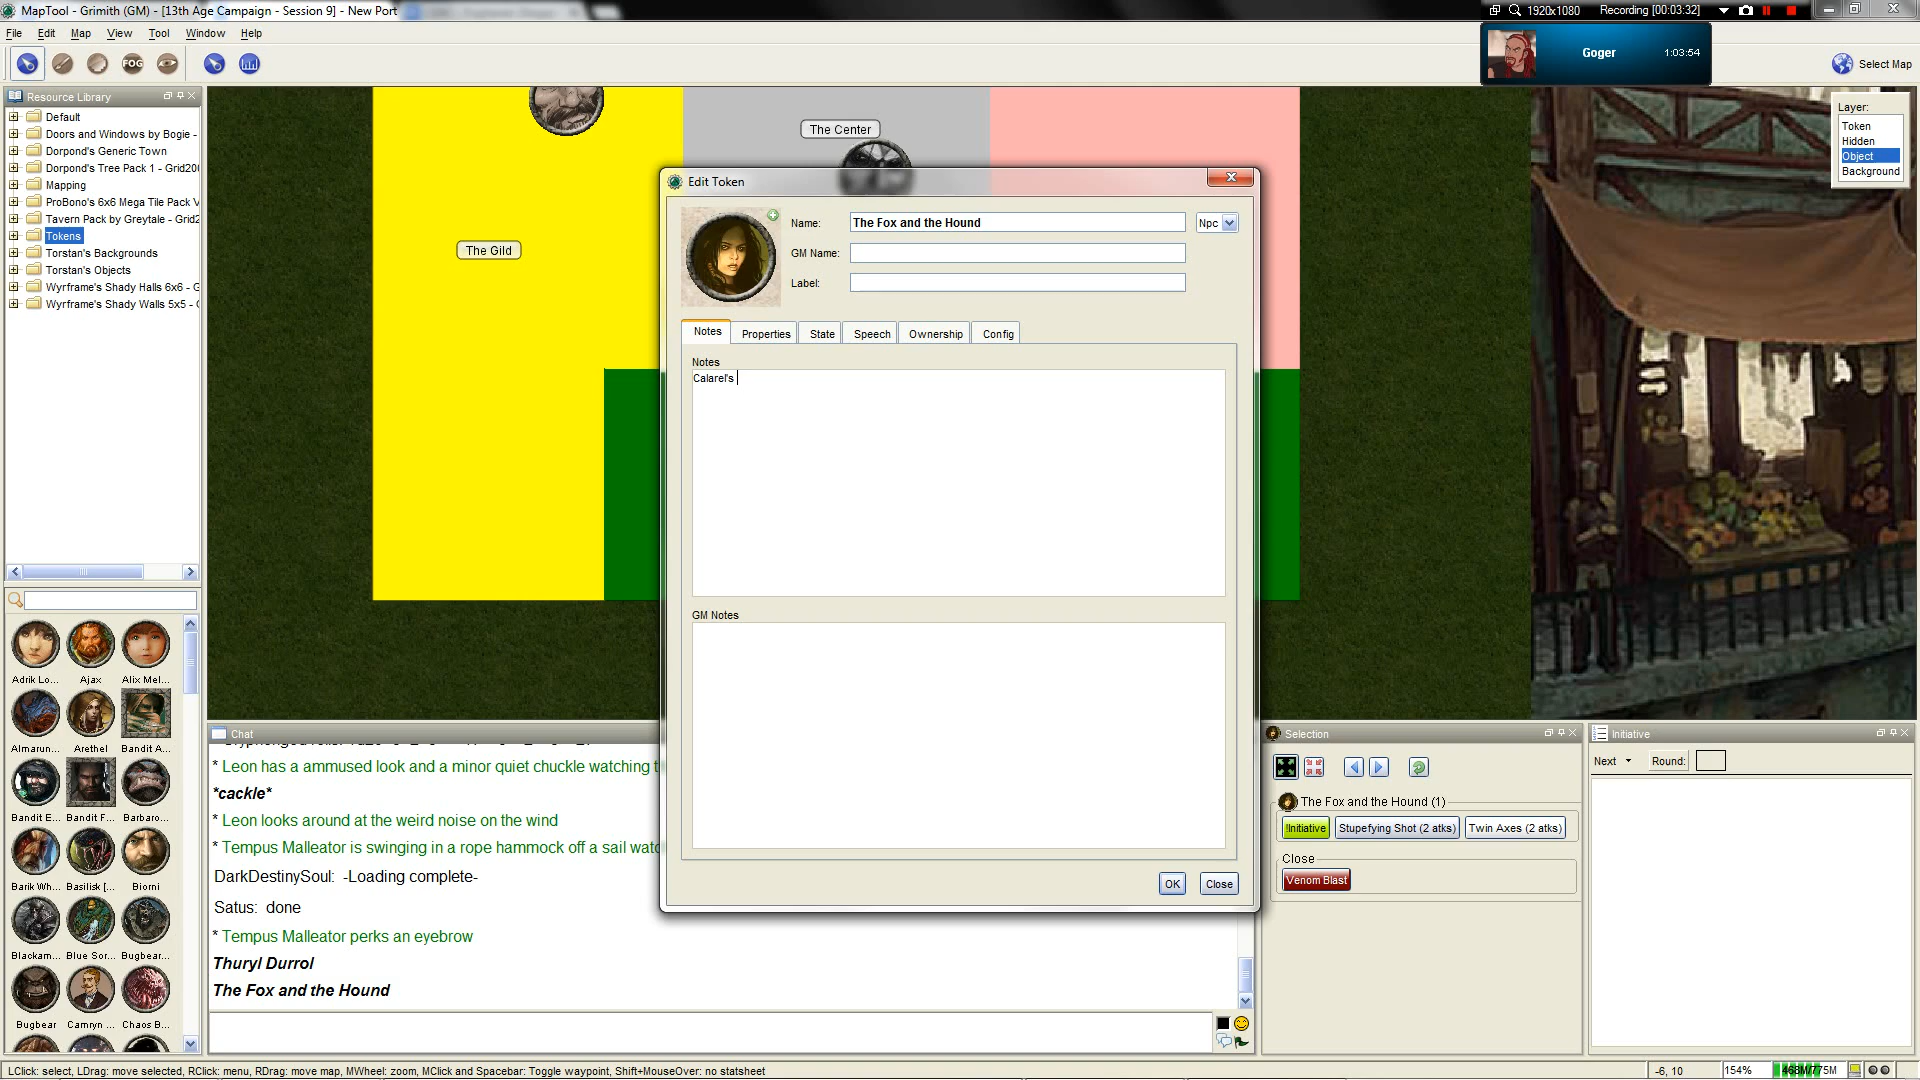 MapTool - Grimith (GM) - [13th Age Campaign - Session 9] - New Port
1920x1080
Recording [00:03:32]
File Edit Map View Tool Window Help
FOG
Goger
1:03:54
Select Map
Resource Library
Default
Doors and Windows by Bogie -
Dorpond's Generic Town
Dorpond's Tree Pack 1 - Grid200
Mapping
ProBono's 6x6 Mega Tile Pack V
Tavern Pack by Greytale - Grid2
Tokens
Torstan's Backgrounds
Torstan's Objects
Wyrframe's Shady Halls 6x6 - G
Wyrframe's Shady Walls 5x5 - G
The Gild
The Center
Layer:
Token
Hidden
Object
Background
Edit Token
Name: The Fox and the Hound Npc
GM Name:
Label:
Notes Properties State Speech Ownership Config
Notes
Calarel's
GM Notes
OK Close
Adrik Lo... Ajax Alix Mel...
Almarun... Arethel Bandit A...
Bandit E... Bandit F... Barbaro...
Barik Wh... Basilisk [... Biorni
Blackam... Blue Sor... Bugbear...
Bugbear Camryn ... Chaos B...
Chat
* Leon has a ammused look and a minor quiet chuckle watching t
*cackle*
* Leon looks around at the weird noise on the wind
* Tempus Malleator is swinging in a rope hammock off a sail watc
DarkDestinySoul: -Loading complete-
Satus: done
* Tempus Malleator perks an eyebrow
Thuryl Durrol
The Fox and the Hound
Selection
The Fox and the Hound (1)
!Initiative Stupefying Shot (2 atks) Twin Axes (2 atks)
Close
Venom Blast
Initiative
Next Round:
LClick: select, LDrag: move selected, RClick: menu, RDrag: move map, MWheel: zoom, MClick and Spacebar: Toggle waypoint, Shift+MouseOver: no statsheet
-6, 10
154%
468M/775M